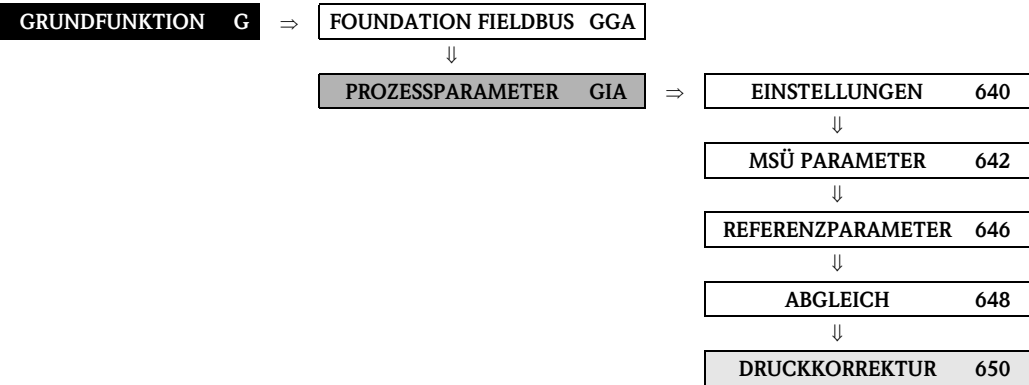 GRUNDFUNKTION G ⇒ FOUNDATION FIELDBUS GGA
⇓
PROZESSPARAMETER GIA ⇒ EINSTELLUNGEN 640
⇓
MSÜ PARAMETER 642
⇓
REFERENZPARAMETER 646
⇓
ABGLEICH 648
⇓
DRUCKKORREKTUR 650